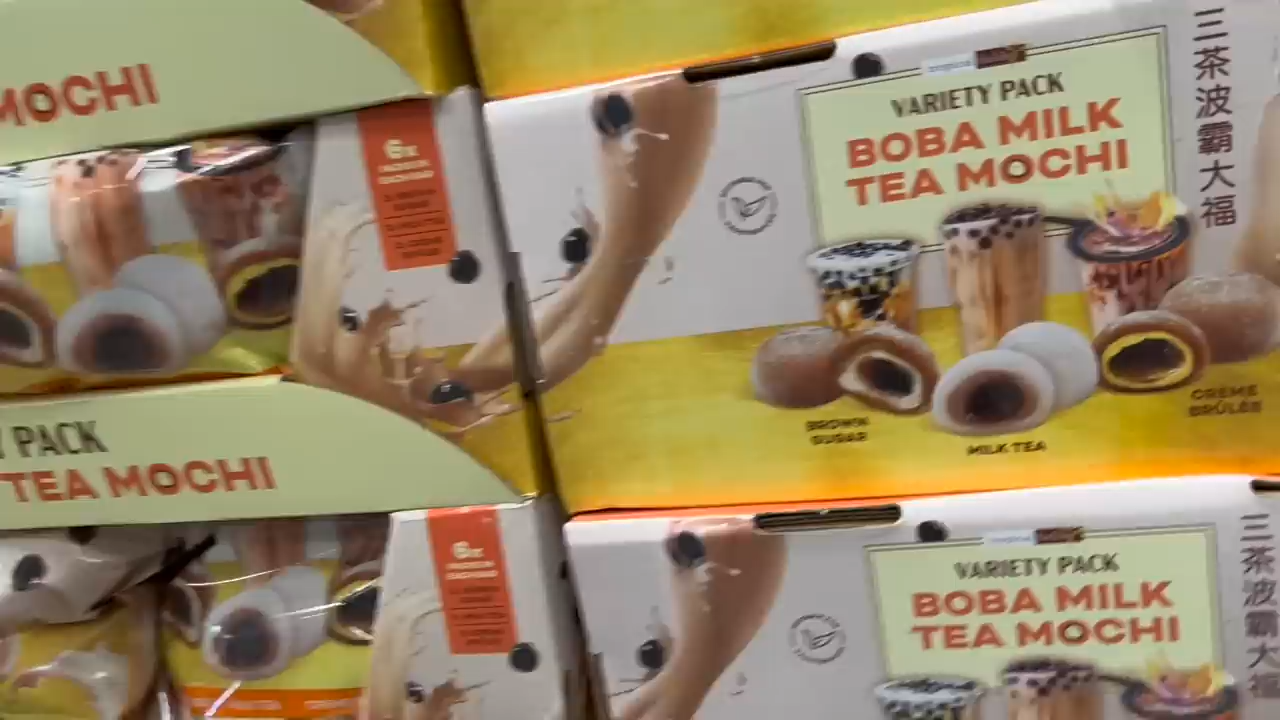 MOCHI
6x
VARIETY PACK
BOBA MILK
TEA MOCHI
三茶波霸大福
BROWN
SUGAR
MILK TEA
CRÈME
BRÛLÉE
Y PACK
TEA MOCHI
6x
VARIETY PACK
BOBA MILK
TEA MOCHI
三茶波霸大福